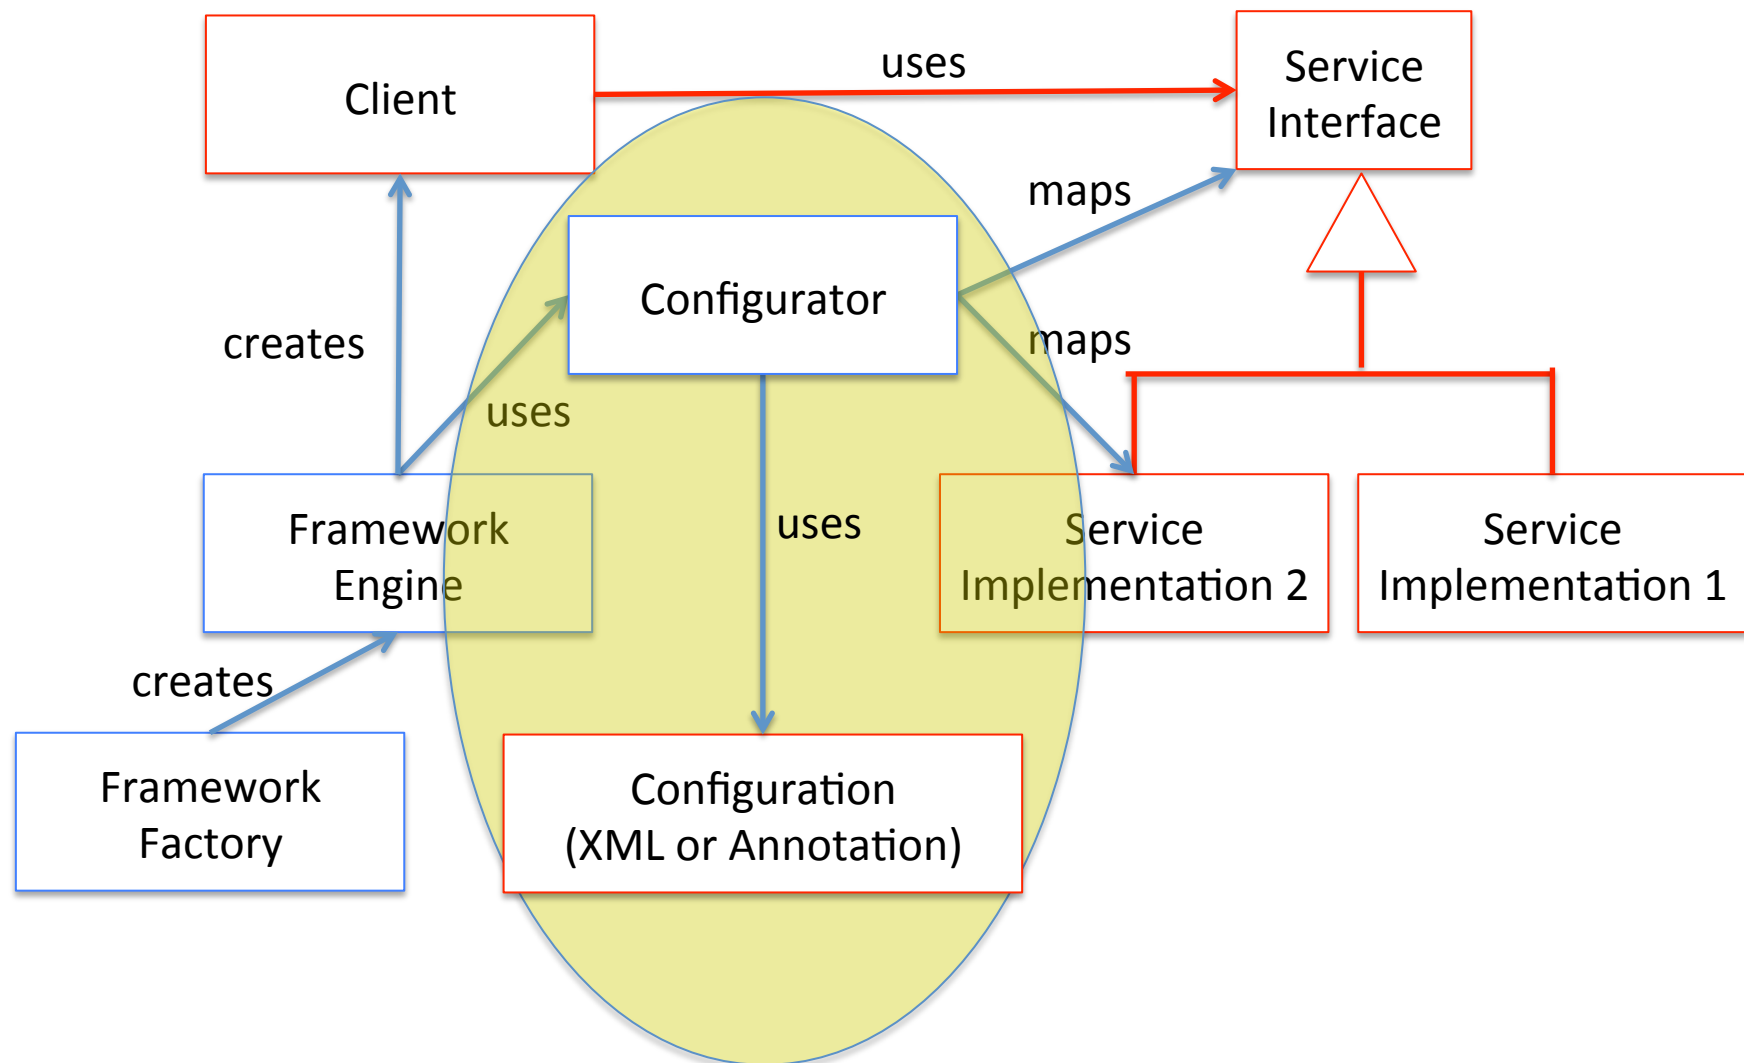 Client
uses
Service
Interface
maps
Configurator
creates
maps
uses
Framework
Engine
uses
Service
Implementation 2
Service
Implementation 1
creates
Framework
Factory
Configuration
(XML or Annotation)